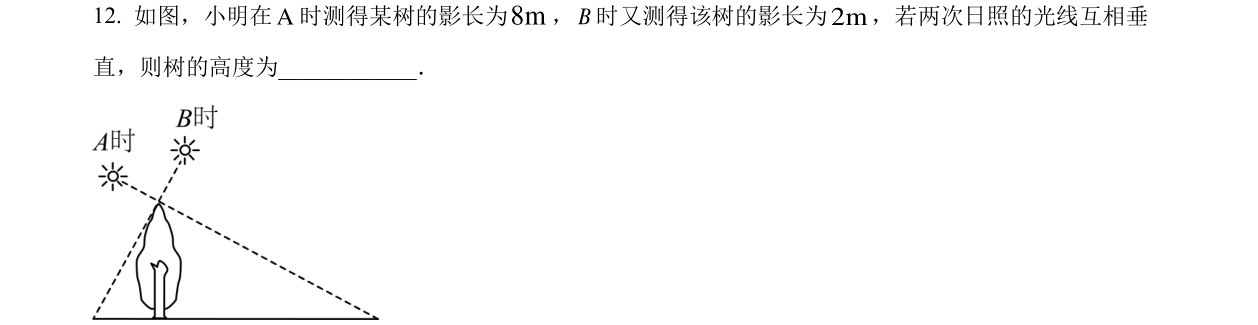 12. 如图，小明在 A 时测得某树的影长为8m，B 时又测得该树的影长为2m，若两次日照的光线互相垂
直，则树的高度为____________．
B时
A时